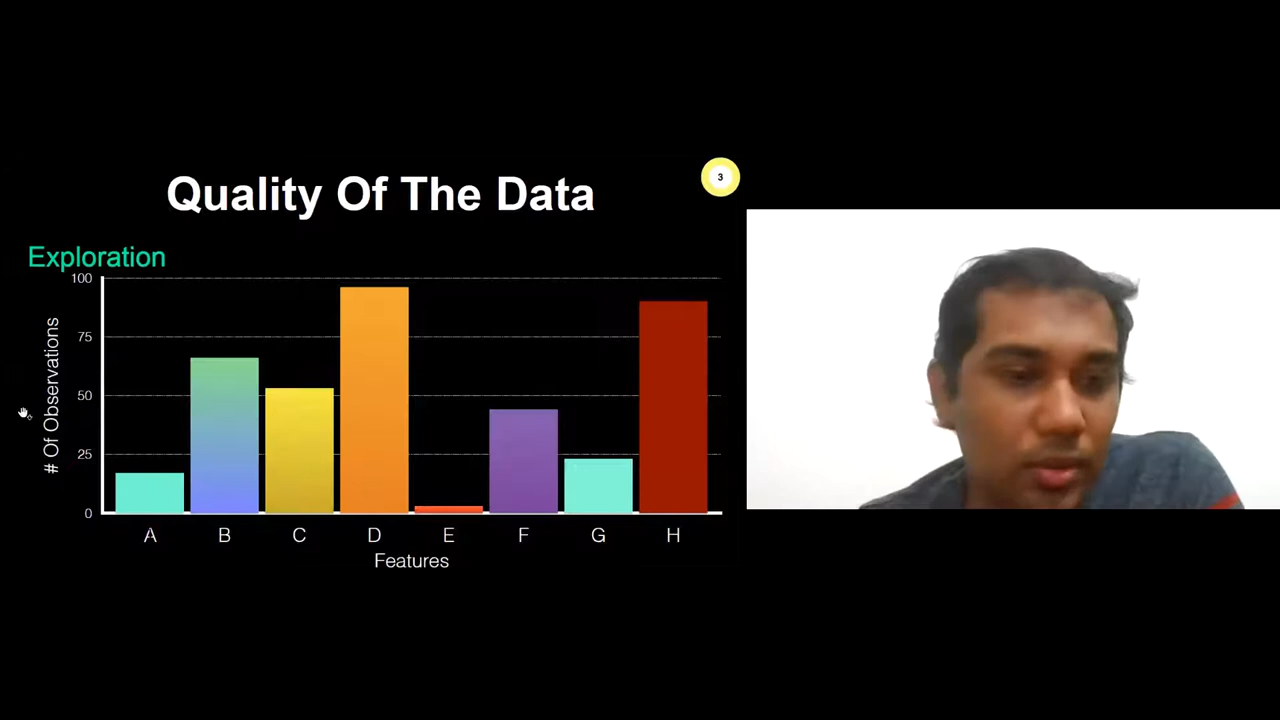 Quality Of The Data
3
Exploration
100
75
50
25
0
# Of Observations
A B C D E F G H
Features